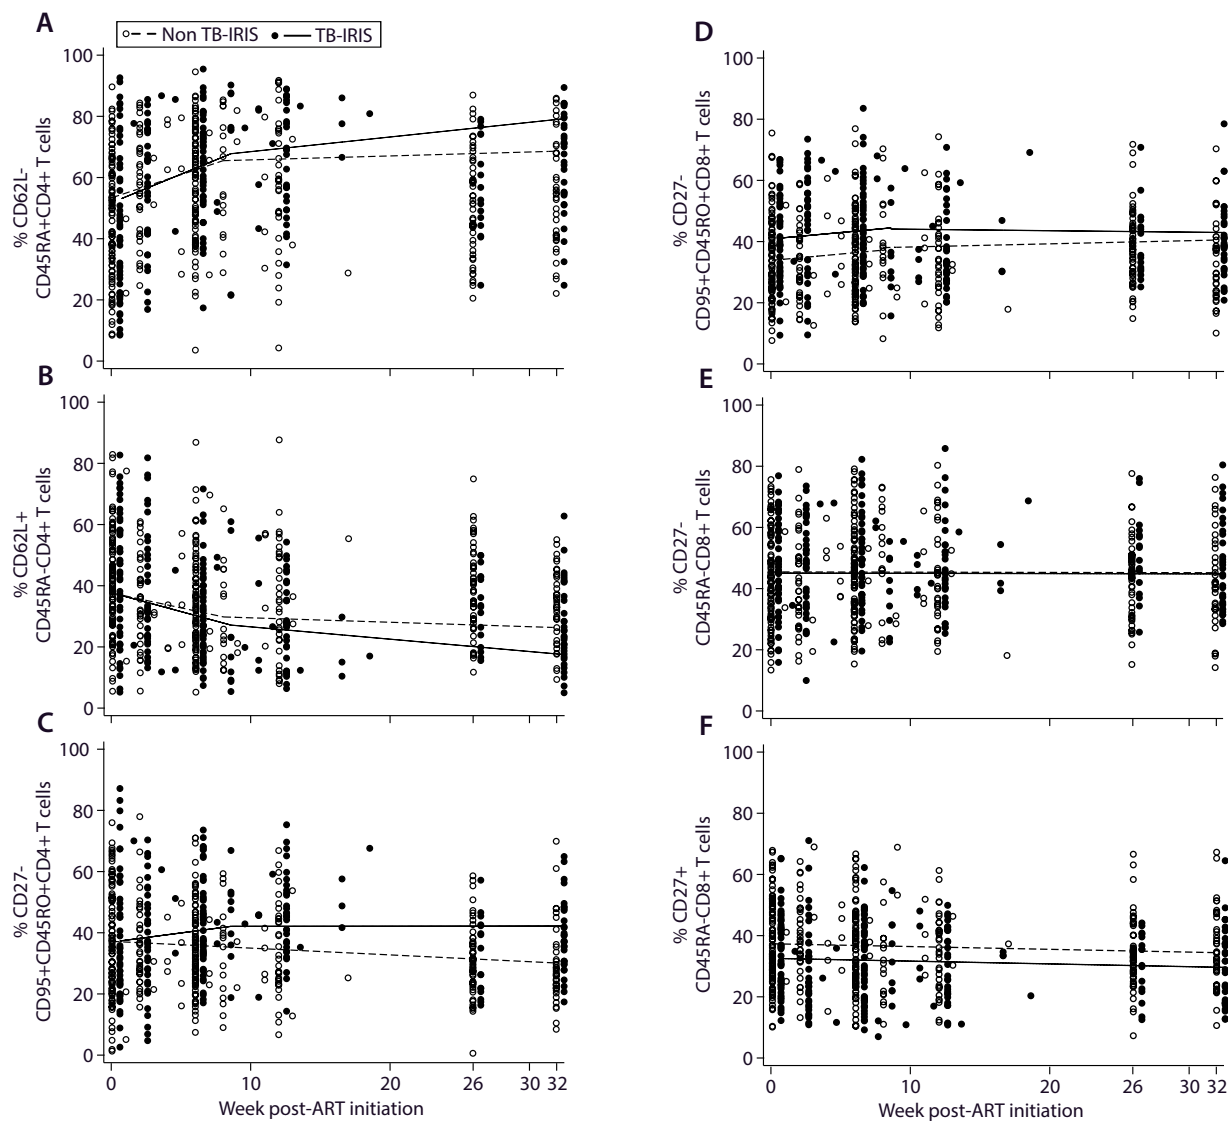 A
Non TB-IRIS
TB-IRIS
% CD62L-
CD45RA+CD4+ T cells
100
80
60
40
20
0
B
% CD62L+
CD45RA-CD4+ T cells
100
80
60
40
20
0
C
% CD27-
CD95+CD45RO+CD4+ T cells
100
80
60
40
20
0
0 10 20 26 30 32
Week post-ART initiation
D
% CD27-
CD95+CD45RO+CD8+ T cells
100
80
60
40
20
0
E
% CD27-
CD45RA-CD8+ T cells
100
80
60
40
20
0
F
% CD27+
CD45RA-CD8+ T cells
100
80
60
40
20
0
0 10 20 26 30 32
Week post-ART initiation